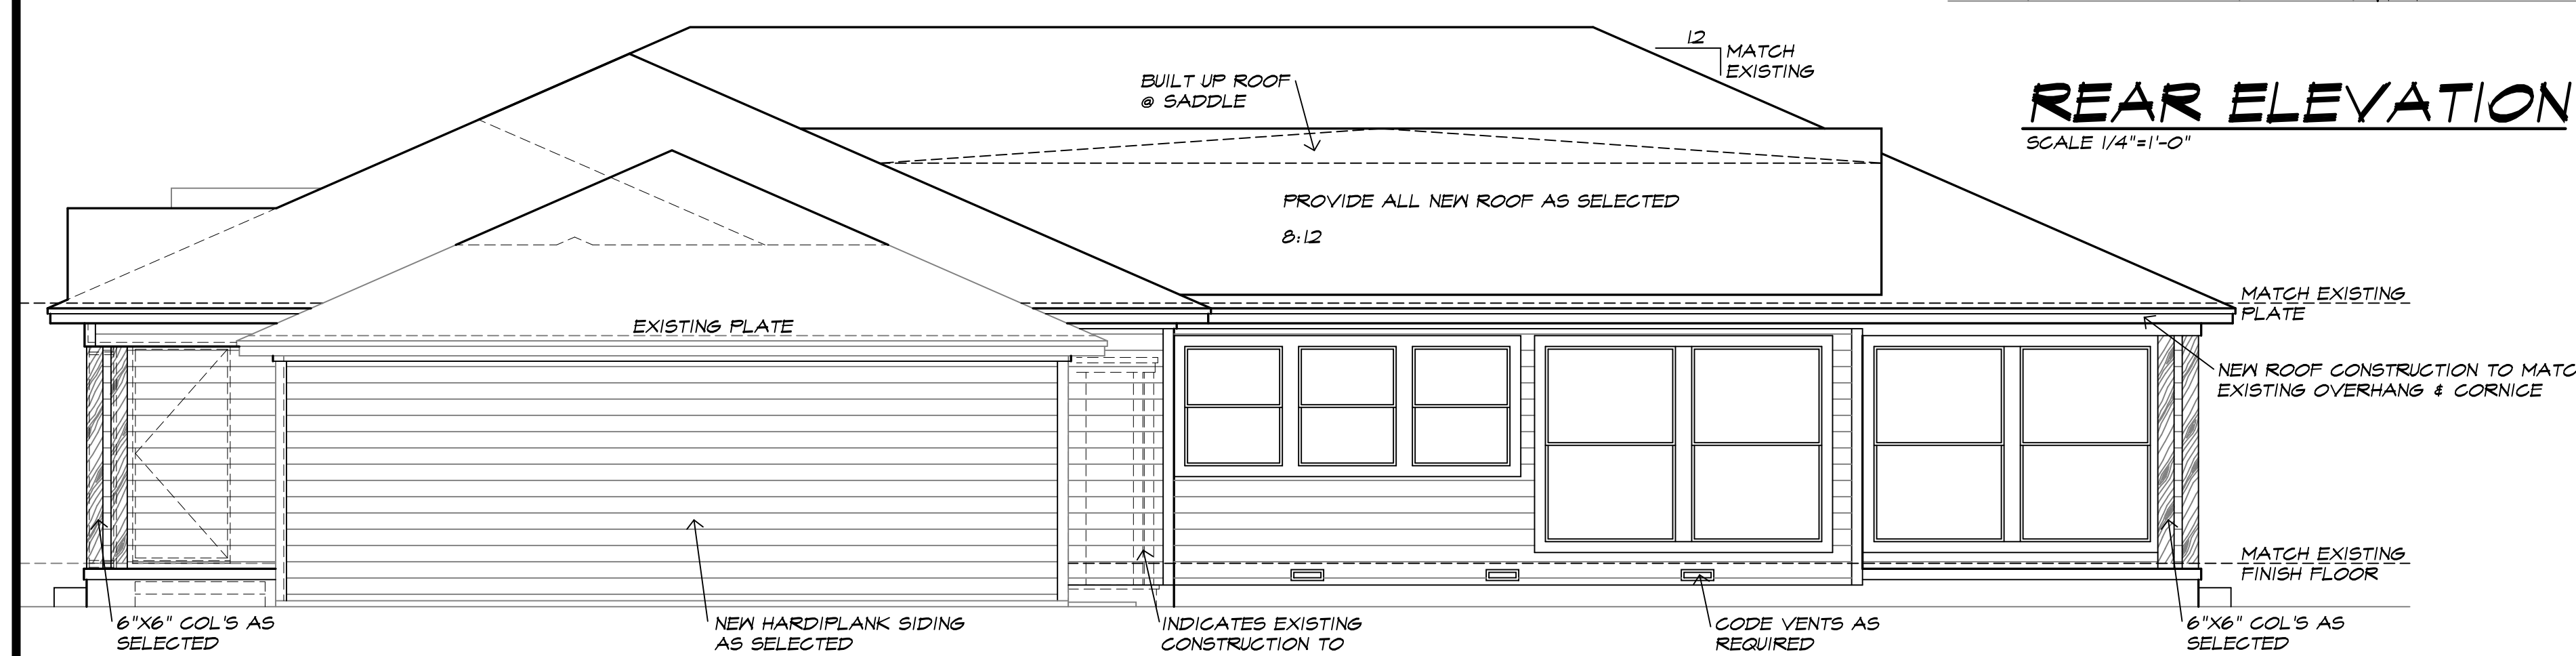 12
MATCH
EXISTING
BUILT UP ROOF
@ SADDLE
REAR ELEVATION
SCALE 1/4"=1'-0"
PROVIDE ALL NEW ROOF AS SELECTED
8:12
MATCH EXISTING
PLATE
EXISTING PLATE
NEW ROOF CONSTRUCTION TO MATC
EXISTING OVERHANG & CORNICE
MATCH EXISTING
FINISH FLOOR
6"X6" COL'S AS
SELECTED
NEW HARDIPLANK SIDING
AS SELECTED
INDICATES EXISTING
CONSTRUCTION TO
CODE VENTS AS
REQUIRED
6"X6" COL'S AS
SELECTED